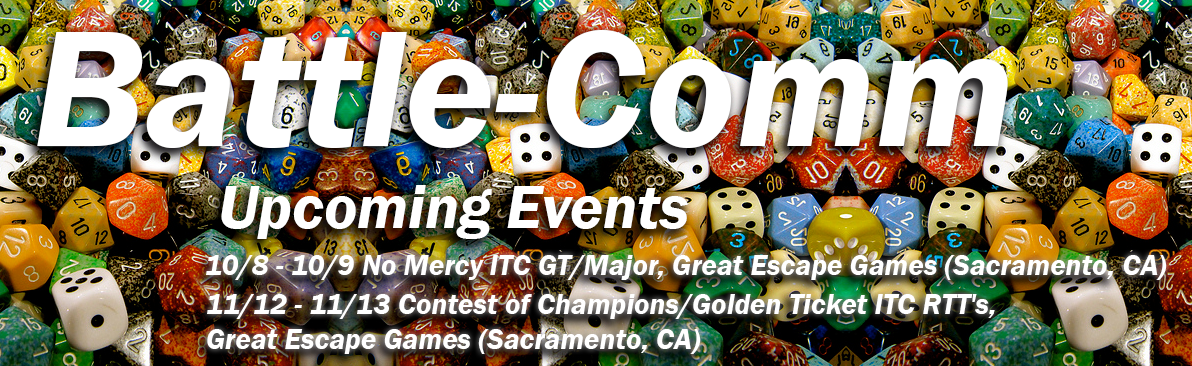 Battle-Comm
Upcoming Events
10/8 - 10/9 No Mercy ITC GT/Major, Great Escape Games (Sacramento, CA)
11/12 - 11/13 Contest of Champions/Golden Ticket ITC RTT's,
Great Escape Games (Sacramento, CA)